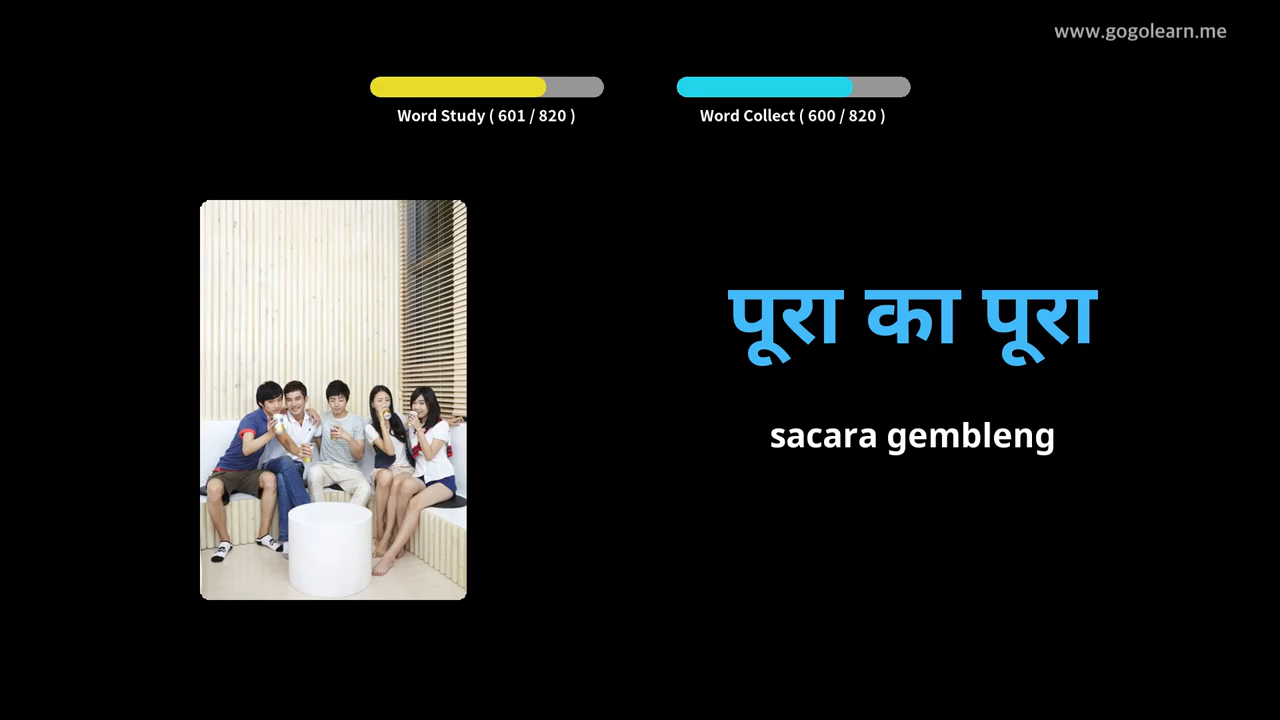 www.gogolearn.me
Word Study ( 601 / 820 )
Word Collect ( 600 / 820 )
पूरा का पूरा
sacara gembleng